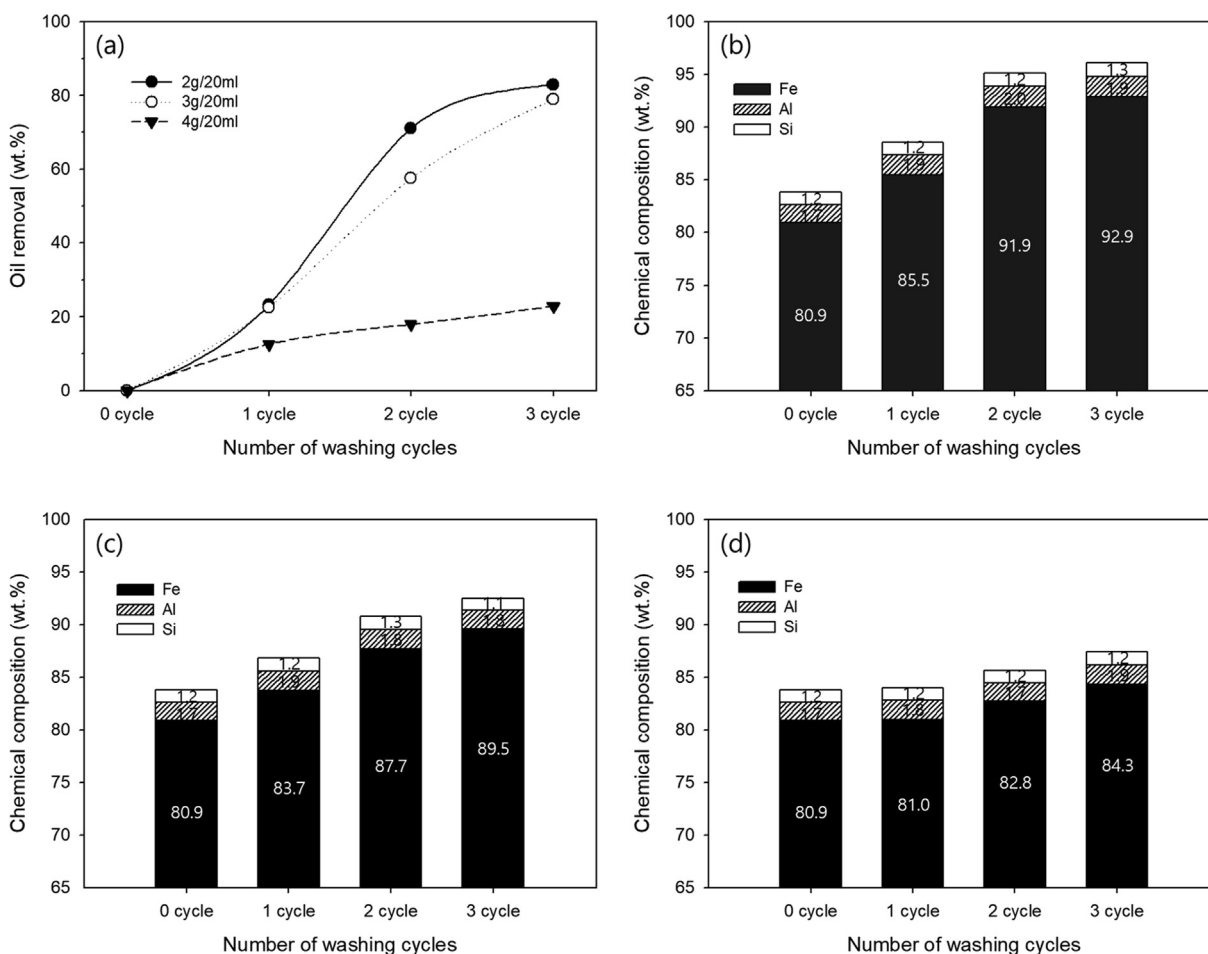 (a)
2g/20ml
3g/20ml
4g/20ml
Oil removal (wt.%)
100
80
60
40
20
0
0 cycle 1 cycle 2 cycle 3 cycle
Number of washing cycles
(b)
Fe
Al
Si
Chemical composition (wt.%)
100
95
90
85
80
75
70
65
1.2 1.2 1.2 1.3
1.7 1.9 2.0 1.9
80.9 85.5 91.9 92.9
0 cycle 1 cycle 2 cycle 3 cycle
Number of washing cycles
(c)
Fe
Al
Si
Chemical composition (wt.%)
100
95
90
85
80
75
70
65
1.2 1.2 1.3 1.1
1.7 1.9 1.8 1.8
80.9 83.7 87.7 89.5
0 cycle 1 cycle 2 cycle 3 cycle
Number of washing cycles
(d)
Fe
Al
Si
Chemical composition (wt.%)
100
95
90
85
80
75
70
65
1.2 1.2 1.2 1.2
1.7 1.8 1.7 1.9
80.9 81.0 82.8 84.3
0 cycle 1 cycle 2 cycle 3 cycle
Number of washing cycles